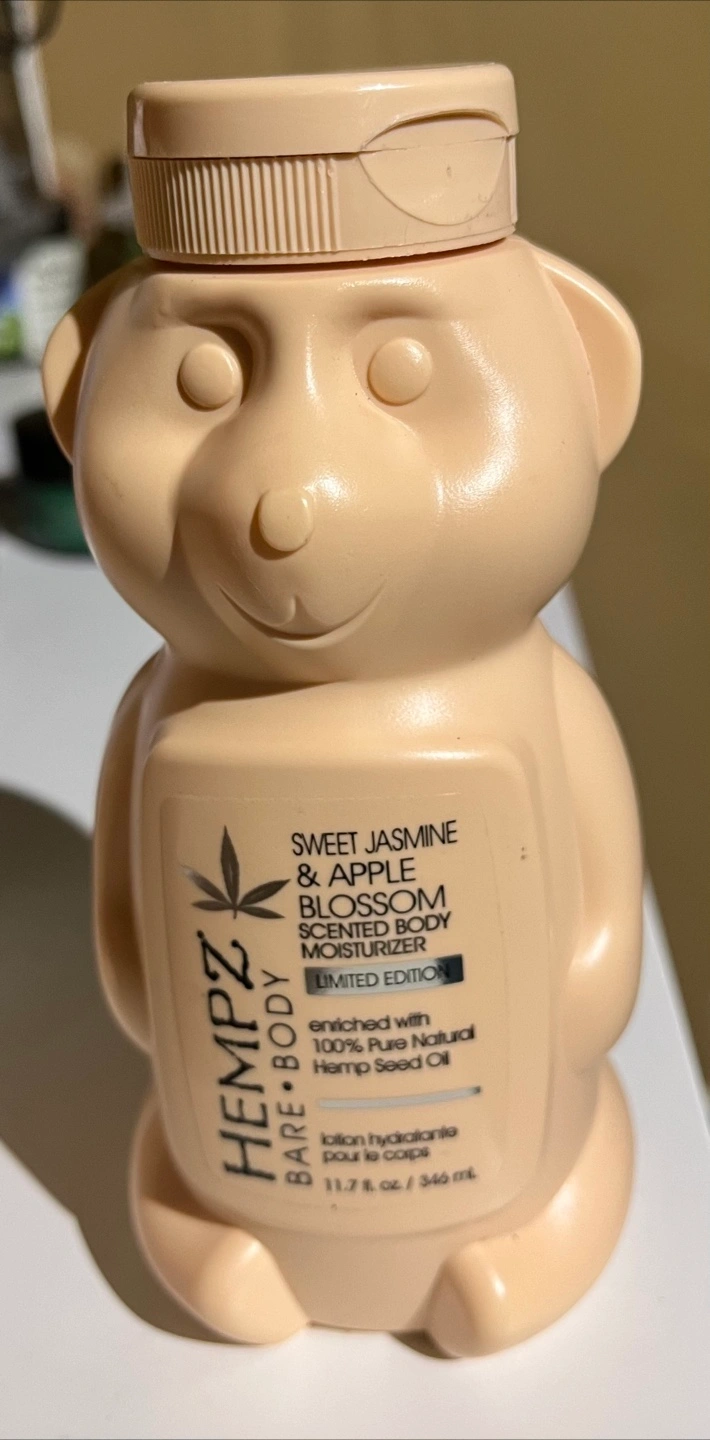 HEMPZ
BARE • BODY
SWEET JASMINE
& APPLE
BLOSSOM
SCENTED BODY
MOISTURIZER
LIMITED EDITION
enriched with
100% Pure Natural
Hemp Seed Oil
lotion hydratante
pour le corps
11.7 fl. oz. / 346 mL